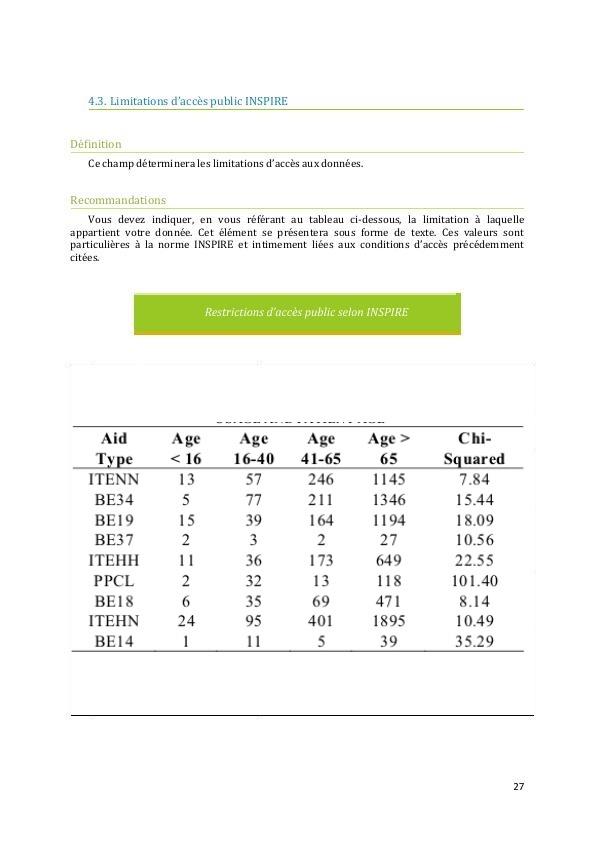 4.3. Limitations d'accès public INSPIRE
Définition
Ce champ déterminera les limitations d'accès aux données.
Recommandations
Vous devez indiquer, en vous référant au tableau ci-dessous, la limitation à laquelle
appartient votre donnée. Cet élément se présentera sous forme de texte. Ces valeurs sont
particulières à la norme INSPIRE et intimement liées aux conditions d'accès précédemment
citées.
Restrictions d'accès public selon INSPIRE
Aid Type Age < 16 Age 16-40 Age 41-65 Age > 65 Chi-Squared
ITENN 13 57 246 1145 7.84
BE34 5 77 211 1346 15.44
BE19 15 39 164 1194 18.09
BE37 2 3 2 27 10.56
ITEHH 11 36 173 649 22.55
PPCL 2 32 13 118 101.40
BE18 6 35 69 471 8.14
ITEHN 24 95 401 1895 10.49
BE14 1 11 5 39 35.29
27